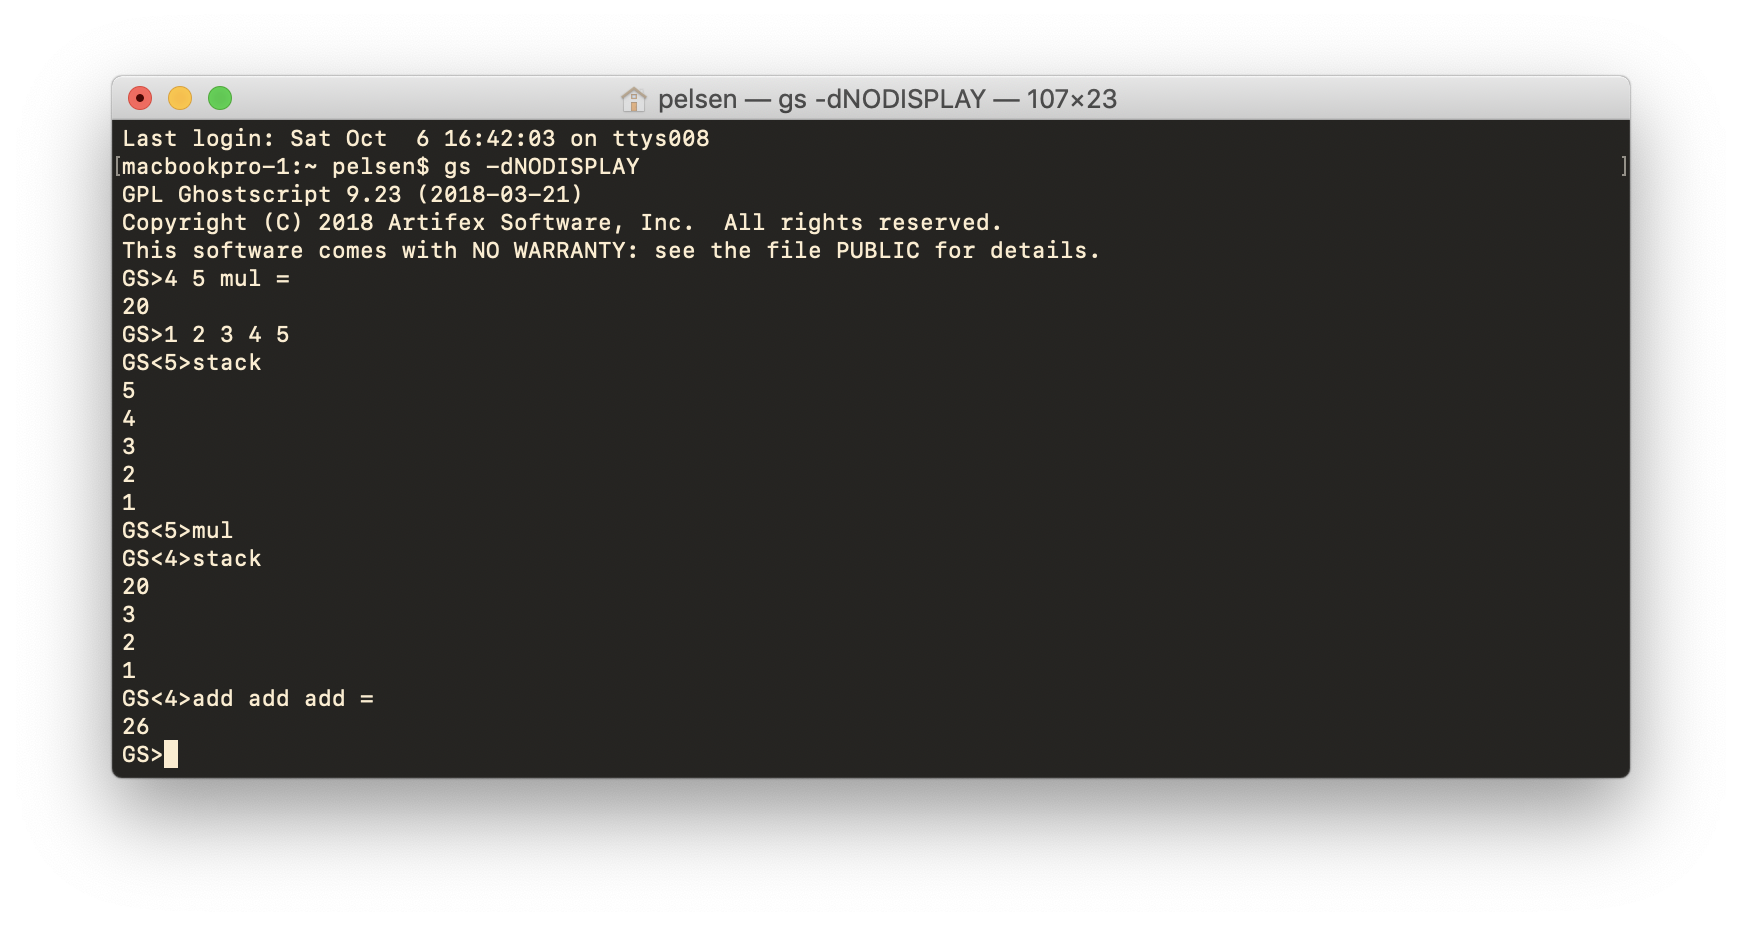 pelsen — gs -dNODISPLAY — 107×23
Last login: Sat Oct  6 16:42:03 on ttys008
[macbookpro-1:~ pelsen$ gs -dNODISPLAY ]
GPL Ghostscript 9.23 (2018-03-21)
Copyright (C) 2018 Artifex Software, Inc.  All rights reserved.
This software comes with NO WARRANTY: see the file PUBLIC for details.
GS>4 5 mul =
20
GS>1 2 3 4 5
GS<5>stack
5
4
3
2
1
GS<5>mul
GS<4>stack
20
3
2
1
GS<4>add add add =
26
GS>